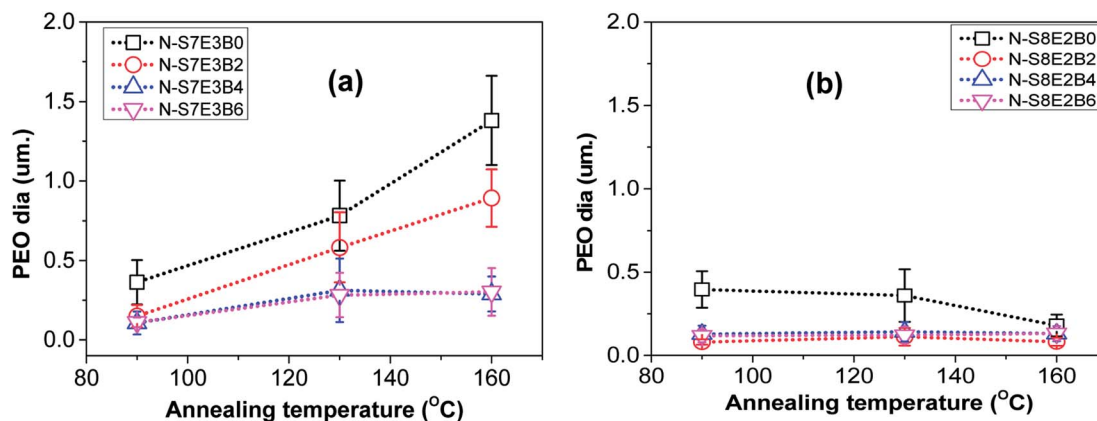 2.0
1.5
1.0
0.5
0.0
PEO dia (um.)
N-S7E3B0
N-S7E3B2
N-S7E3B4
N-S7E3B6
(a)
80 100 120 140 160
Annealing temperature (OC)
2.0
1.5
1.0
0.5
0.0
PEO dia (um.)
N-S8E2B0
N-S8E2B2
N-S8E2B4
N-S8E2B6
(b)
80 100 120 140 160
Annealing temperature (OC)